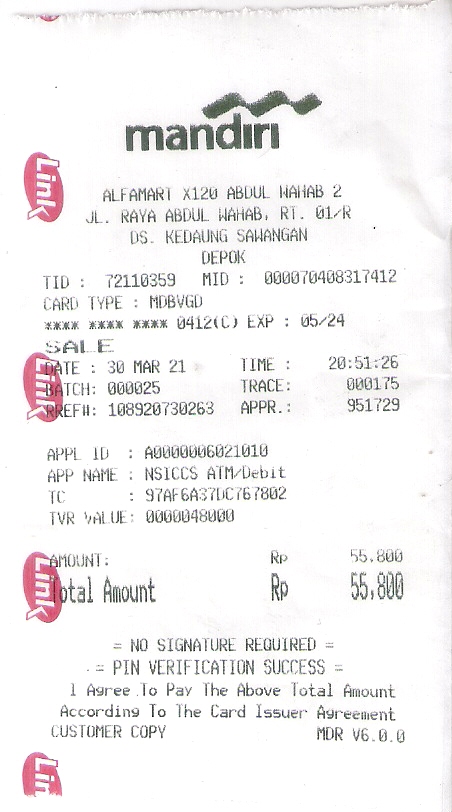 mandırı
ALFAMART X120 ABDUL WAHAB 2
JL. RAYA ABDUL WAHAB, RT. 01/R
DS. KEDAUNG SAWANGAN
DEPOK
TID : 72110359 MID : 000070408317412
CARD TYPE : MDBVGD
**** **** **** 0412(C) EXP : 05/24
SALE
DATE : 30 MAR 21 TIME : 20:51:26
BATCH: 000025 TRACE: 000175
RREF#: 108920730263 APPR.: 951729
APPL ID : A0000006021010
APP NAME : NSICCS ATM/Debit
TC : 97AF6A37DC767802
TVR VALUE: 0000048000
AMOUNT: Rp 55.800
Total Amount Rp 55.800
= NO SIGNATURE REQUIRED =
= PIN VERIFICATION SUCCESS =
I Agree To Pay The Above Total Amount
According To The Card Issuer Agreement
CUSTOMER COPY MDR V6.0.0
Link
Link
Link
Link